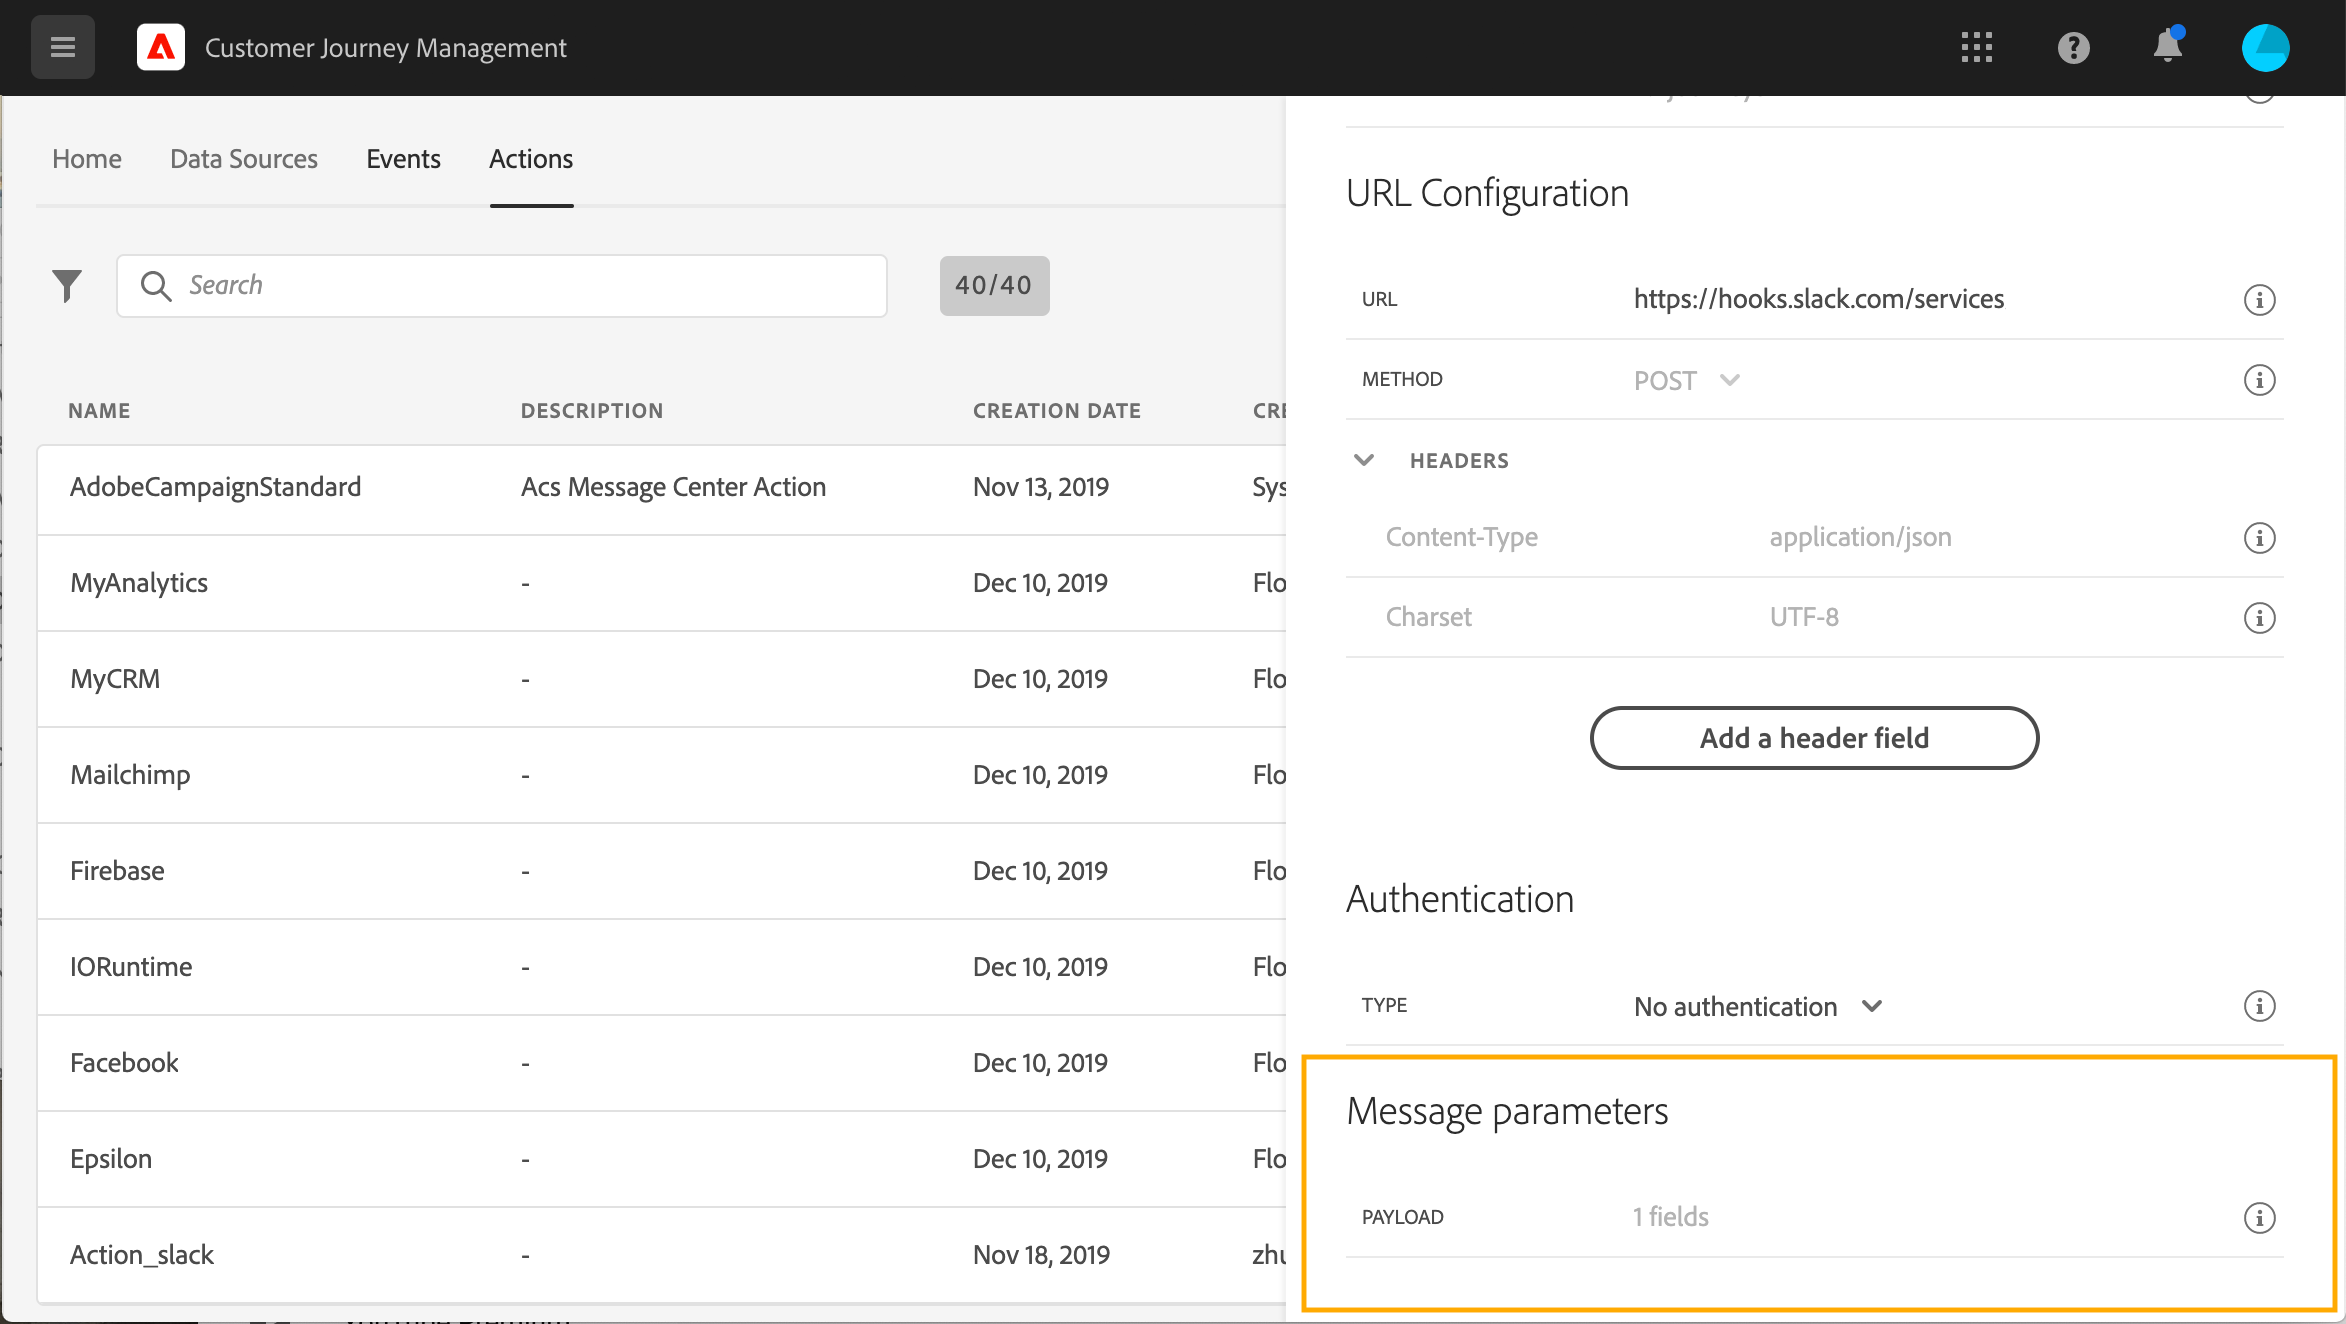 Customer Journey Management
Home Data Sources Events Actions
Search
40/40
NAME DESCRIPTION CREATION DATE CRE
AdobeCampaignStandard Acs Message Center Action Nov 13, 2019 Sys
MyAnalytics - Dec 10, 2019 Flo
MyCRM - Dec 10, 2019 Flo
Mailchimp - Dec 10, 2019 Flo
Firebase - Dec 10, 2019 Flo
IORuntime - Dec 10, 2019 Flo
Facebook - Dec 10, 2019 Flo
Epsilon - Dec 10, 2019 Flo
Action_slack - Nov 18, 2019 zhu
URL Configuration
URL https://hooks.slack.com/services
METHOD POST
HEADERS
Content-Type application/json
Charset UTF-8
Add a header field
Authentication
TYPE No authentication
Message parameters
PAYLOAD 1 fields